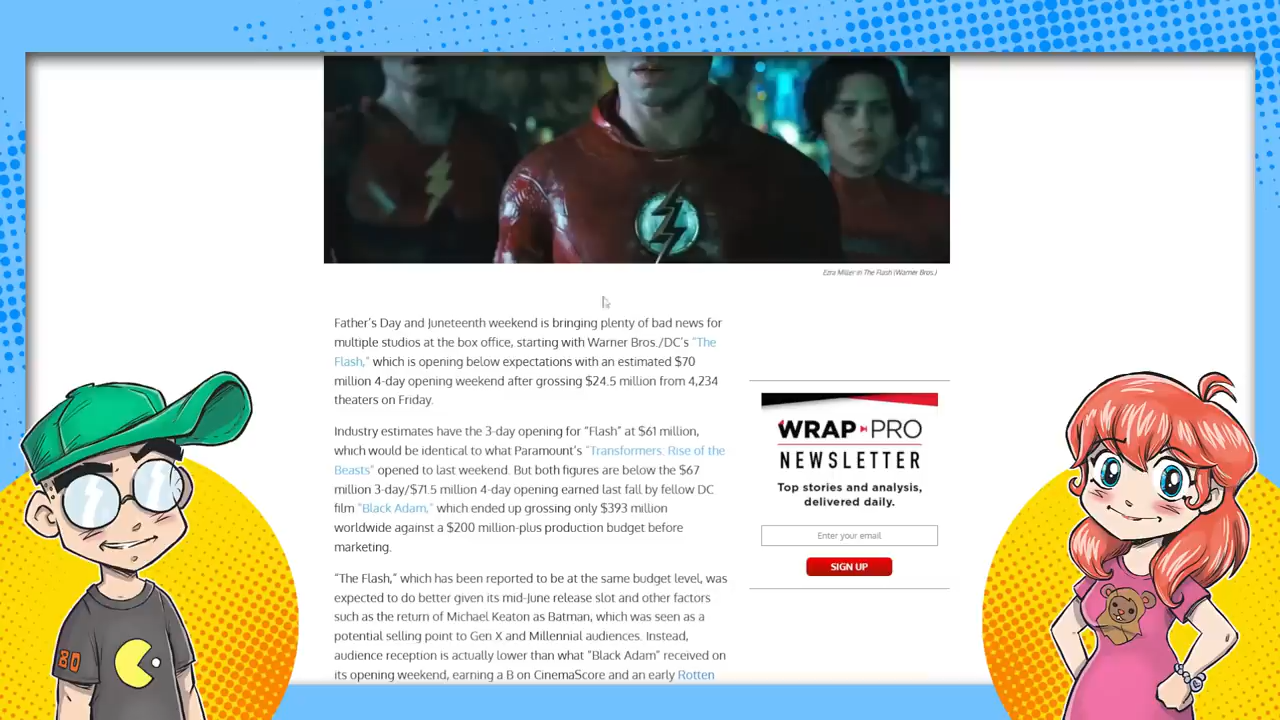 Ezra Miller in The Flash (Warner Bros.)
Father's Day and Juneteenth weekend is bringing plenty of bad news for
multiple studios at the box office, starting with Warner Bros./DC's "The
Flash," which is opening below expectations with an estimated $70
million 4-day opening weekend after grossing $24.5 million from 4,234
theaters on Friday.
Industry estimates have the 3-day opening for "Flash" at $61 million,
which would be identical to what Paramount's "Transformers: Rise of the
Beasts" opened to last weekend. But both figures are below the $67
million 3-day/$71.5 million 4-day opening earned last fall by fellow DC
film "Black Adam," which ended up grossing only $393 million
worldwide against a $200 million-plus production budget before
marketing.
"The Flash," which has been reported to be at the same budget level, was
expected to do better given its mid-June release slot and other factors
such as the return of Michael Keaton as Batman, which was seen as a
potential selling point to Gen X and Millennial audiences. Instead,
audience reception is actually lower than what "Black Adam" received on
its opening weekend, earning a B on CinemaScore and an early Rotten
WRAP PRO
NEWSLETTER
Top stories and analysis,
delivered daily.
Enter your email
SIGN UP
80